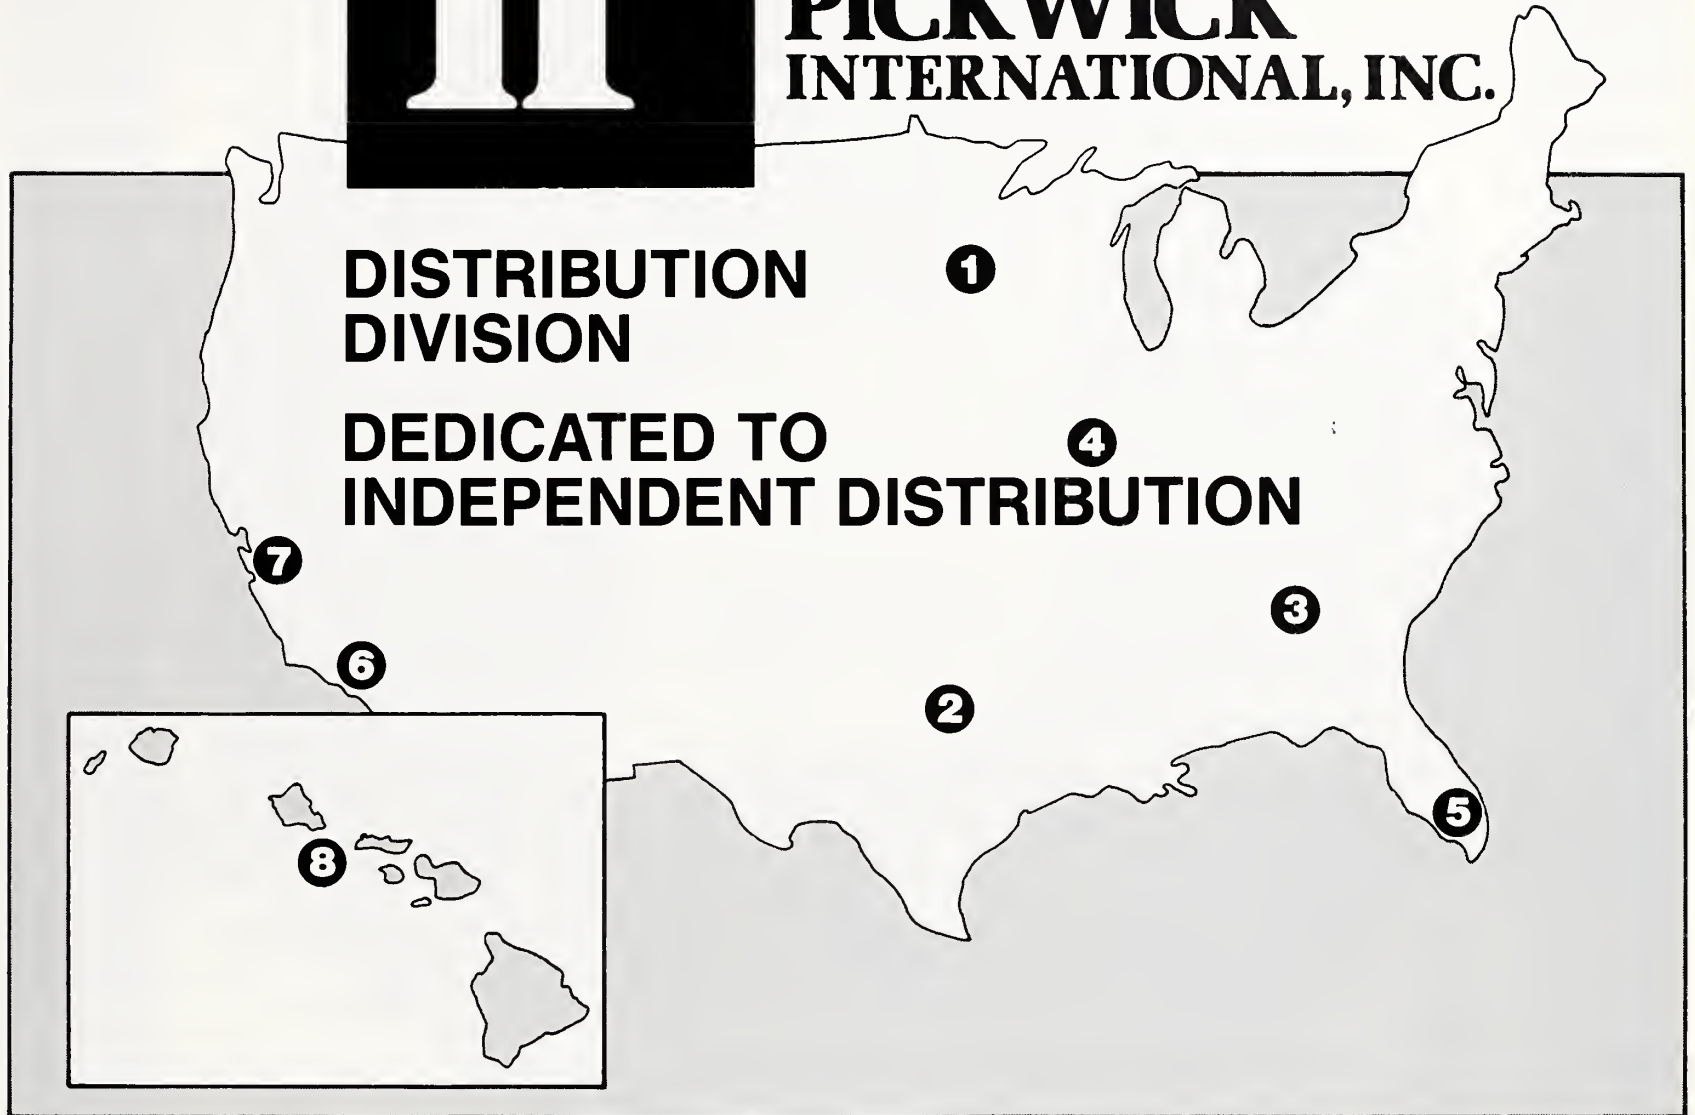 PICKWICK
INTERNATIONAL, INC.
DISTRIBUTION
DIVISION
DEDICATED TO
INDEPENDENT DISTRIBUTION
1
4
7
3
6
2
5
8